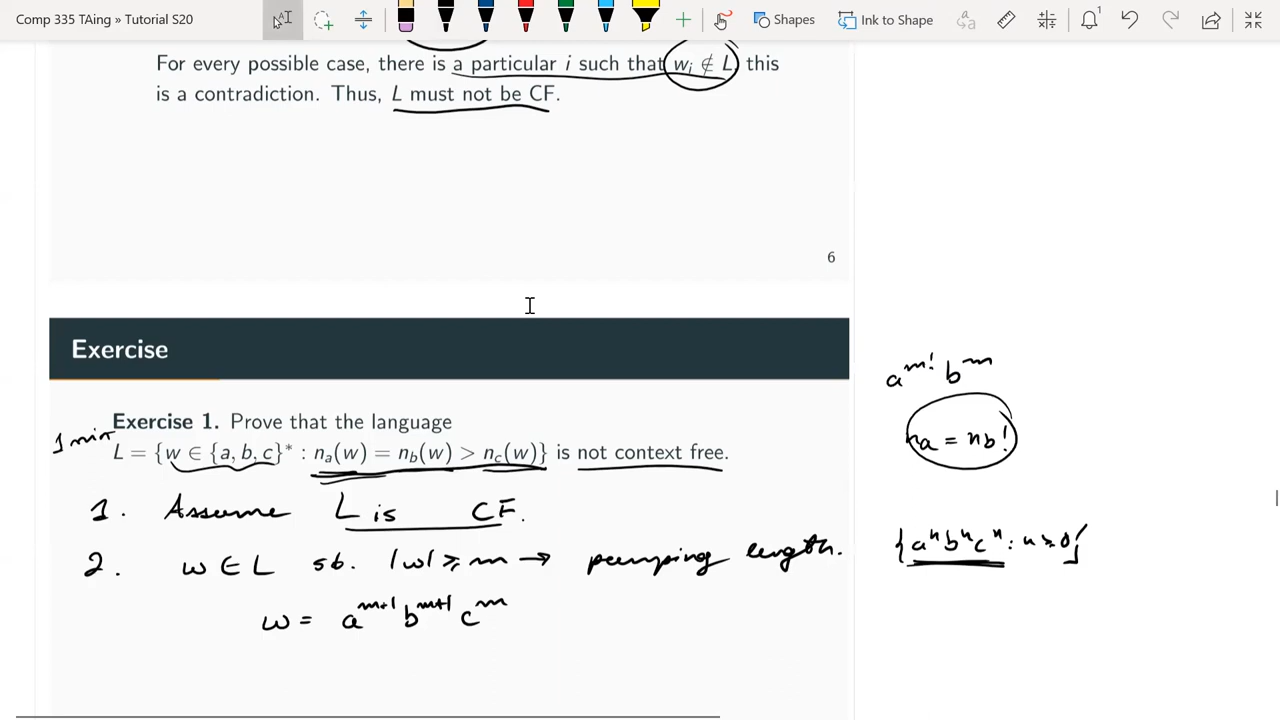 Comp 335 TAing » Tutorial S20
Shapes
Ink to Shape
1
For every possible case, there is a particular i such that wᵢ ∉ L, this
is a contradiction. Thus, L must not be CF.
6
Exercise
Exercise 1. Prove that the language
1 min
L = {w ∈ {a, b, c}* : nₐ(w) = n_b(w) > n_c(w)} is not context free.
1. Assume L is CF.
2. w ∈ L st. |w| ≥ m → pumping length.
w = a^{m+1} b^{m+1} c^m
a^{m!} b^m
na = nb!
{aⁿbⁿcⁿ : n ≥ 0}